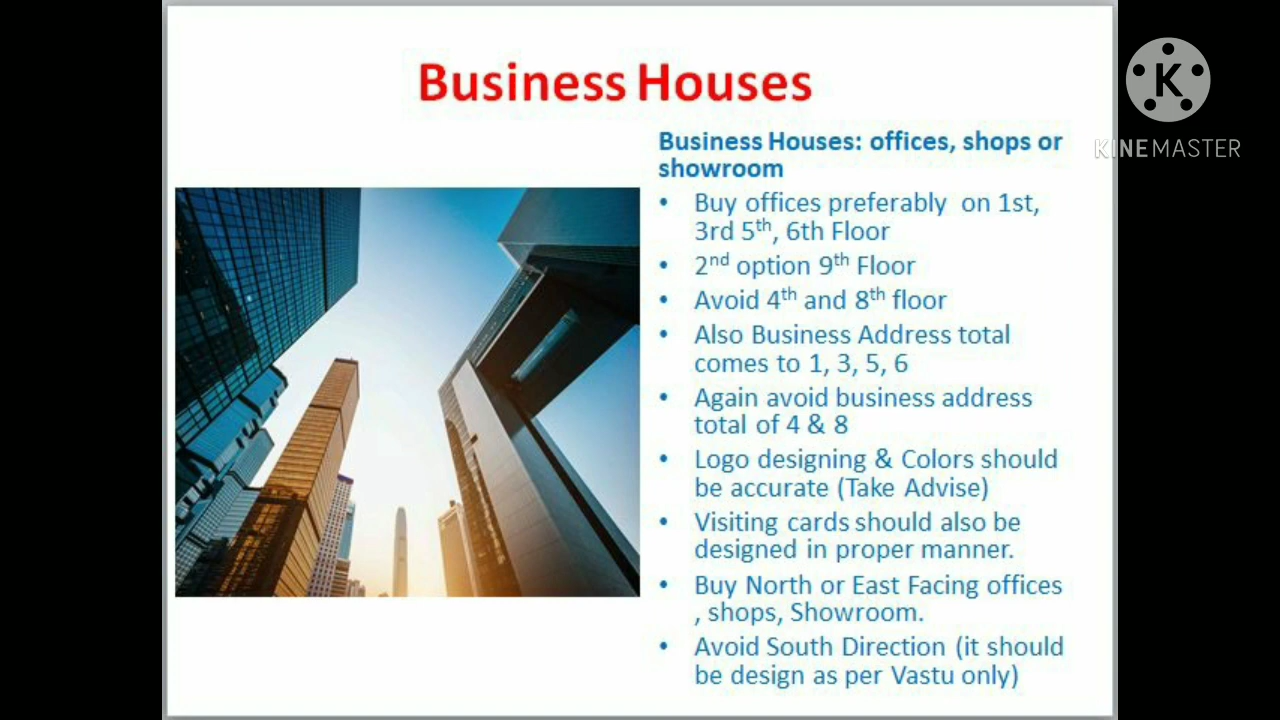 Business Houses
K
KINEMASTER
Business Houses: offices, shops or
showroom
• Buy offices preferably on 1st,
3rd 5th, 6th Floor
• 2nd option 9th Floor
• Avoid 4th and 8th floor
• Also Business Address total
comes to 1, 3, 5, 6
• Again avoid business address
total of 4 & 8
• Logo designing & Colors should
be accurate (Take Advise)
• Visiting cards should also be
designed in proper manner.
• Buy North or East Facing offices
, shops, Showroom.
• Avoid South Direction (it should
be design as per Vastu only)